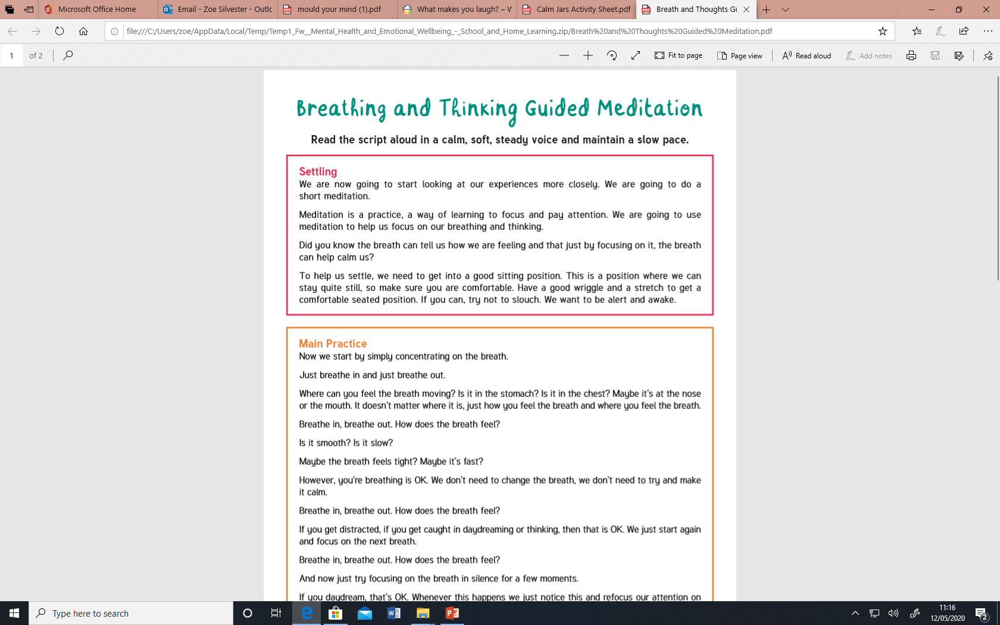 Microsoft Office Home
Email - Zoe Silvester - Outlc
mould your mind (1).pdf
What makes you laugh? – V
Calm Jars Activity Sheet.pdf
Breath and Thoughts Gu
file:///C:/Users/zoe/AppData/Local/Temp/Temp1_Fw__Mental_Health_and_Emotional_Wellbeing_-_School_and_Home_Learning.zip/Breath%20and%20Thoughts%20Guided%20Meditation.pdf
1 of 2
Fit to page
Page view
Read aloud
Add notes
Breathing and Thinking Guided Meditation
Read the script aloud in a calm, soft, steady voice and maintain a slow pace.
Settling
We are now going to start looking at our experiences more closely. We are going to do a
short meditation.
Meditation is a practice, a way of learning to focus and pay attention. We are going to use
meditation to help us focus on our breathing and thinking.
Did you know the breath can tell us how we are feeling and that just by focusing on it, the breath
can help calm us?
To help us settle, we need to get into a good sitting position. This is a position where we can
stay quite still, so make sure you are comfortable. Have a good wriggle and a stretch to get a
comfortable seated position. If you can, try not to slouch. We want to be alert and awake.
Main Practice
Now we start by simply concentrating on the breath.
Just breathe in and just breathe out.
Where can you feel the breath moving? Is it in the stomach? Is it in the chest? Maybe it's at the nose
or the mouth. It doesn't matter where it is, just how you feel the breath and where you feel the breath.
Breathe in, breathe out. How does the breath feel?
Is it smooth? Is it slow?
Maybe the breath feels tight? Maybe it's fast?
However, you're breathing is OK. We don't need to change the breath, we don't need to try and make
it calm.
Breathe in, breathe out. How does the breath feel?
If you get distracted, if you get caught in daydreaming or thinking, then that is OK. We just start again
and focus on the next breath.
Breathe in, breathe out. How does the breath feel?
And now just try focusing on the breath in silence for a few moments.
If you daydream, that's OK. Whenever this happens we just notice this and refocus our attention on
Type here to search
11:16
12/05/2020
2